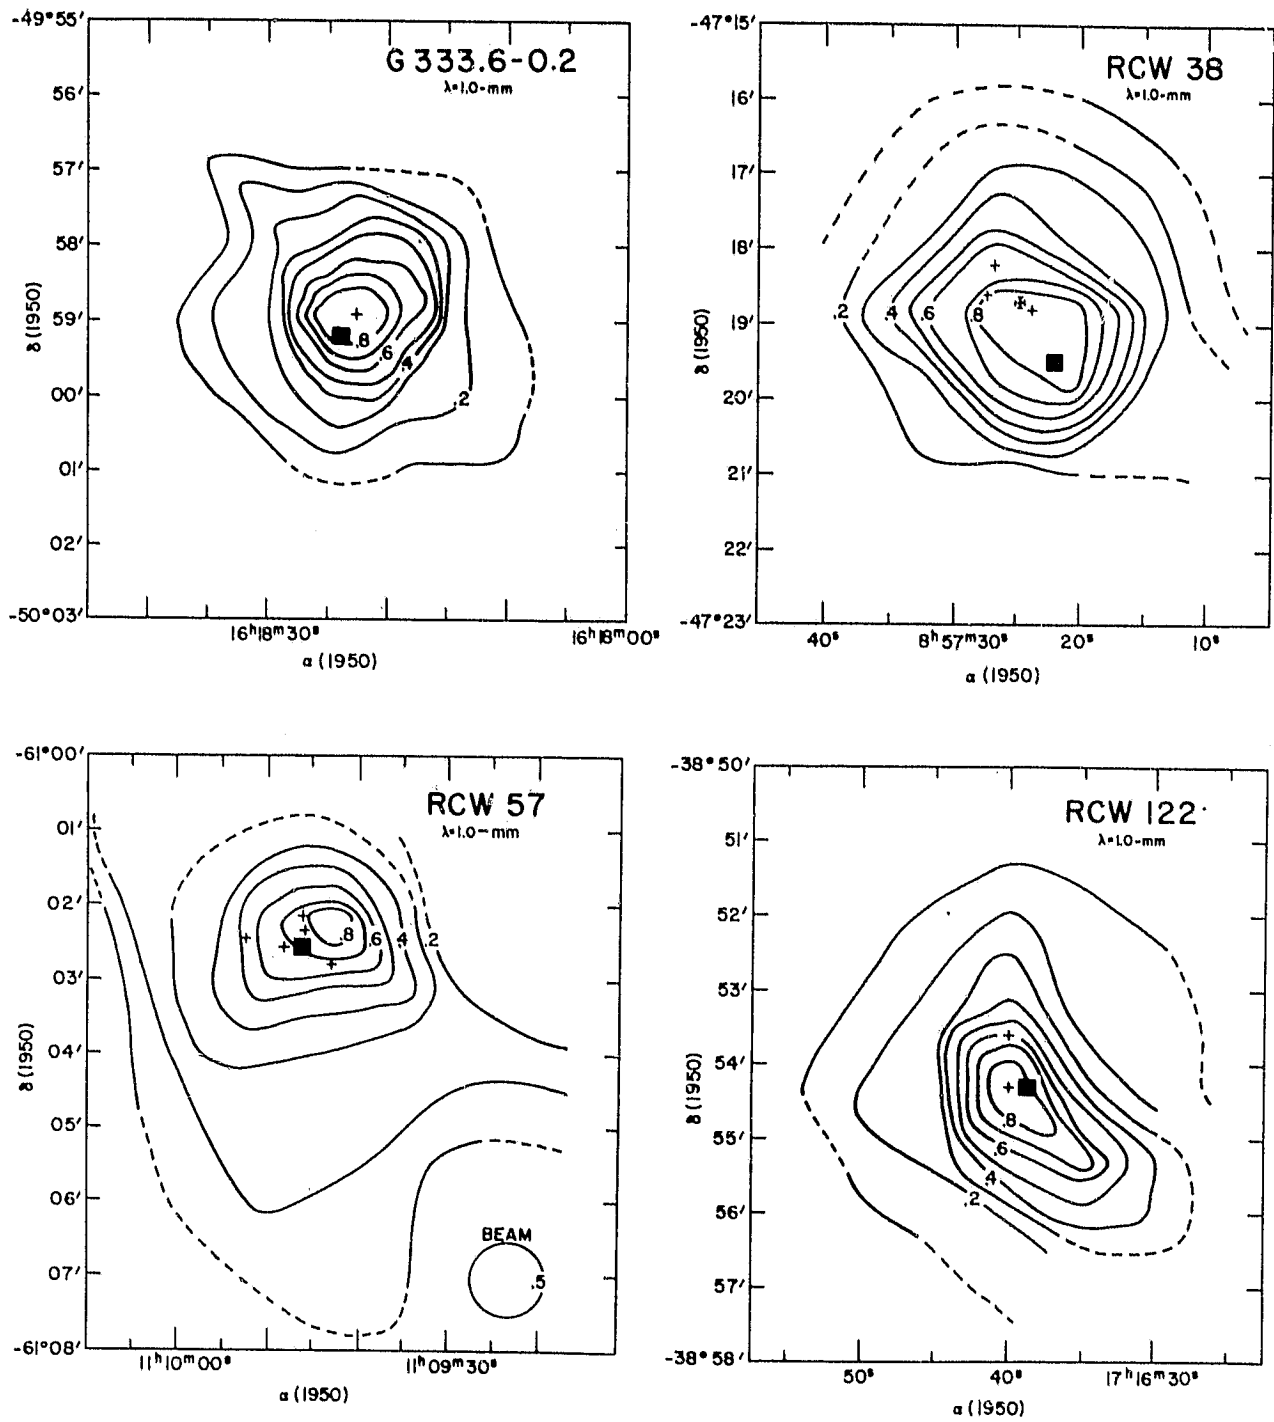 -49°55′
56′
57′
58′
59′
00′
01′
02′
-50°03′
δ (1950)
G 333.6-0.2
λ=1.0-mm
.8
.6
.4
.2
16ʰ18ᵐ30ˢ
16ʰ18ᵐ00ˢ
α (1950)
-47°15′
16′
17′
18′
19′
20′
21′
22′
-47°23′
δ (1950)
RCW 38
λ=1.0-mm
.2
.4
.6
.8
40ˢ
8ʰ57ᵐ30ˢ
20ˢ
10ˢ
α (1950)
-61°00′
01′
02′
03′
04′
05′
06′
07′
-61°08′
δ (1950)
RCW 57
λ=1.0-mm
.8
.6
.4
.2
BEAM
.5
11ʰ10ᵐ00ˢ
11ʰ09ᵐ30ˢ
α (1950)
-38°50′
51′
52′
53′
54′
55′
56′
57′
-38°58′
δ (1950)
RCW 122
λ=1.0-mm
.8
.6
.4
.2
50ˢ
40ˢ
17ʰ16ᵐ30ˢ
α (1950)